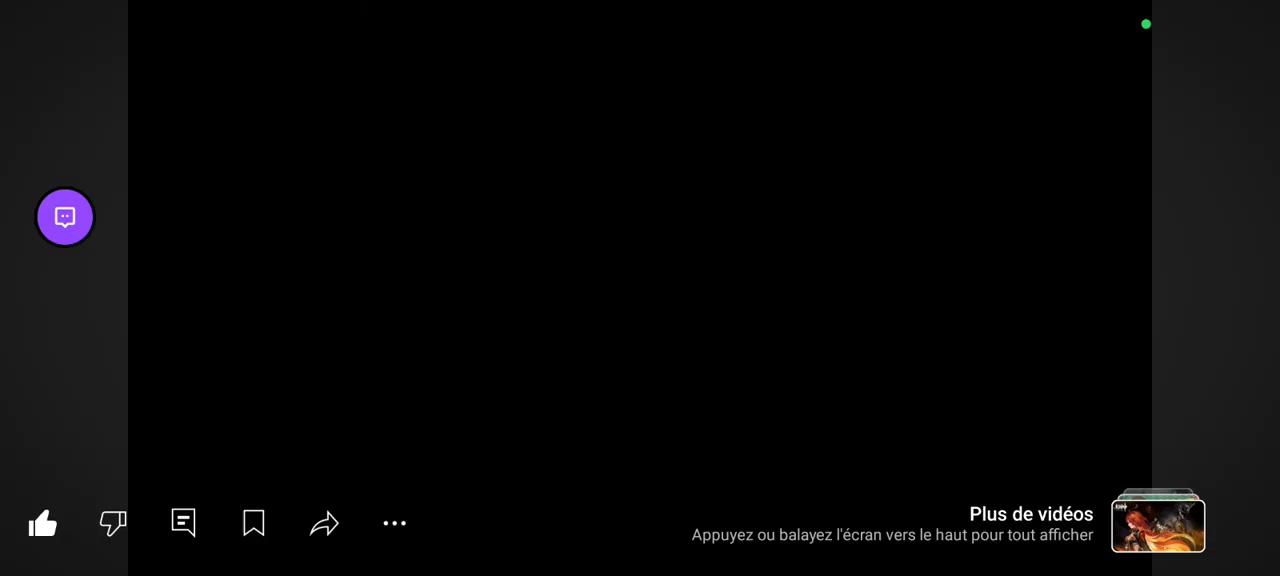 Plus de vidéos
Appuyez ou balayez l'écran vers le haut pour tout afficher